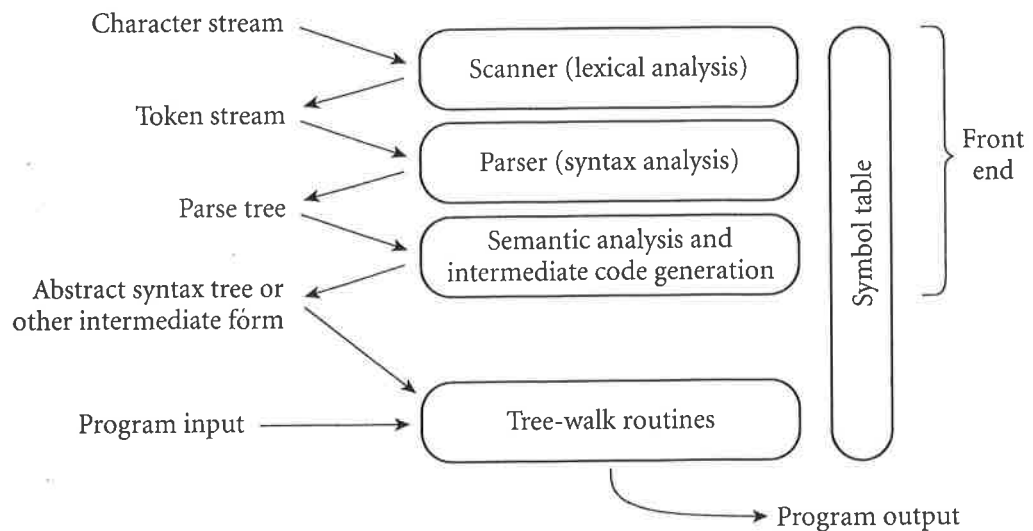 Character stream
Scanner (lexical analysis)
Token stream
Parser (syntax analysis)
Parse tree
Semantic analysis and
intermediate code generation
Abstract syntax tree or
other intermediate form
Program input
Tree-walk routines
Program output
Symbol table
Front
end